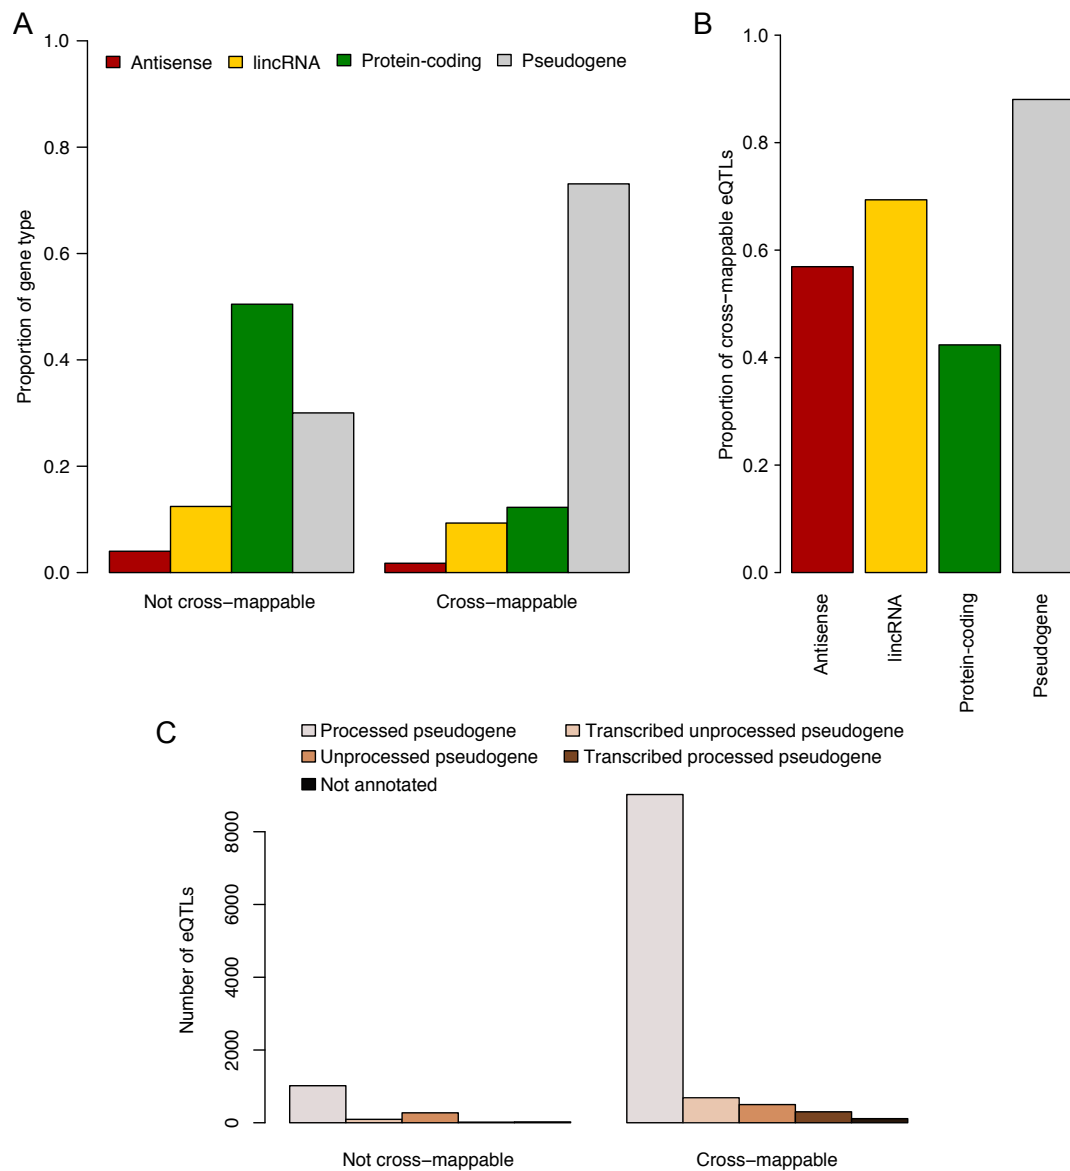 A
Antisense lincRNA Protein-coding Pseudogene
Proportion of gene type
1.0
0.8
0.6
0.4
0.2
0.0
Not cross−mappable Cross−mappable
B
Proportion of cross−mappable eQTLs
1.0
0.8
0.6
0.4
0.2
0.0
Antisense
lincRNA
Protein-coding
Pseudogene
C
Processed pseudogene Transcribed unprocessed pseudogene
Unprocessed pseudogene Transcribed processed pseudogene
Not annotated
Number of eQTLs
8000
6000
4000
2000
0
Not cross−mappable Cross−mappable